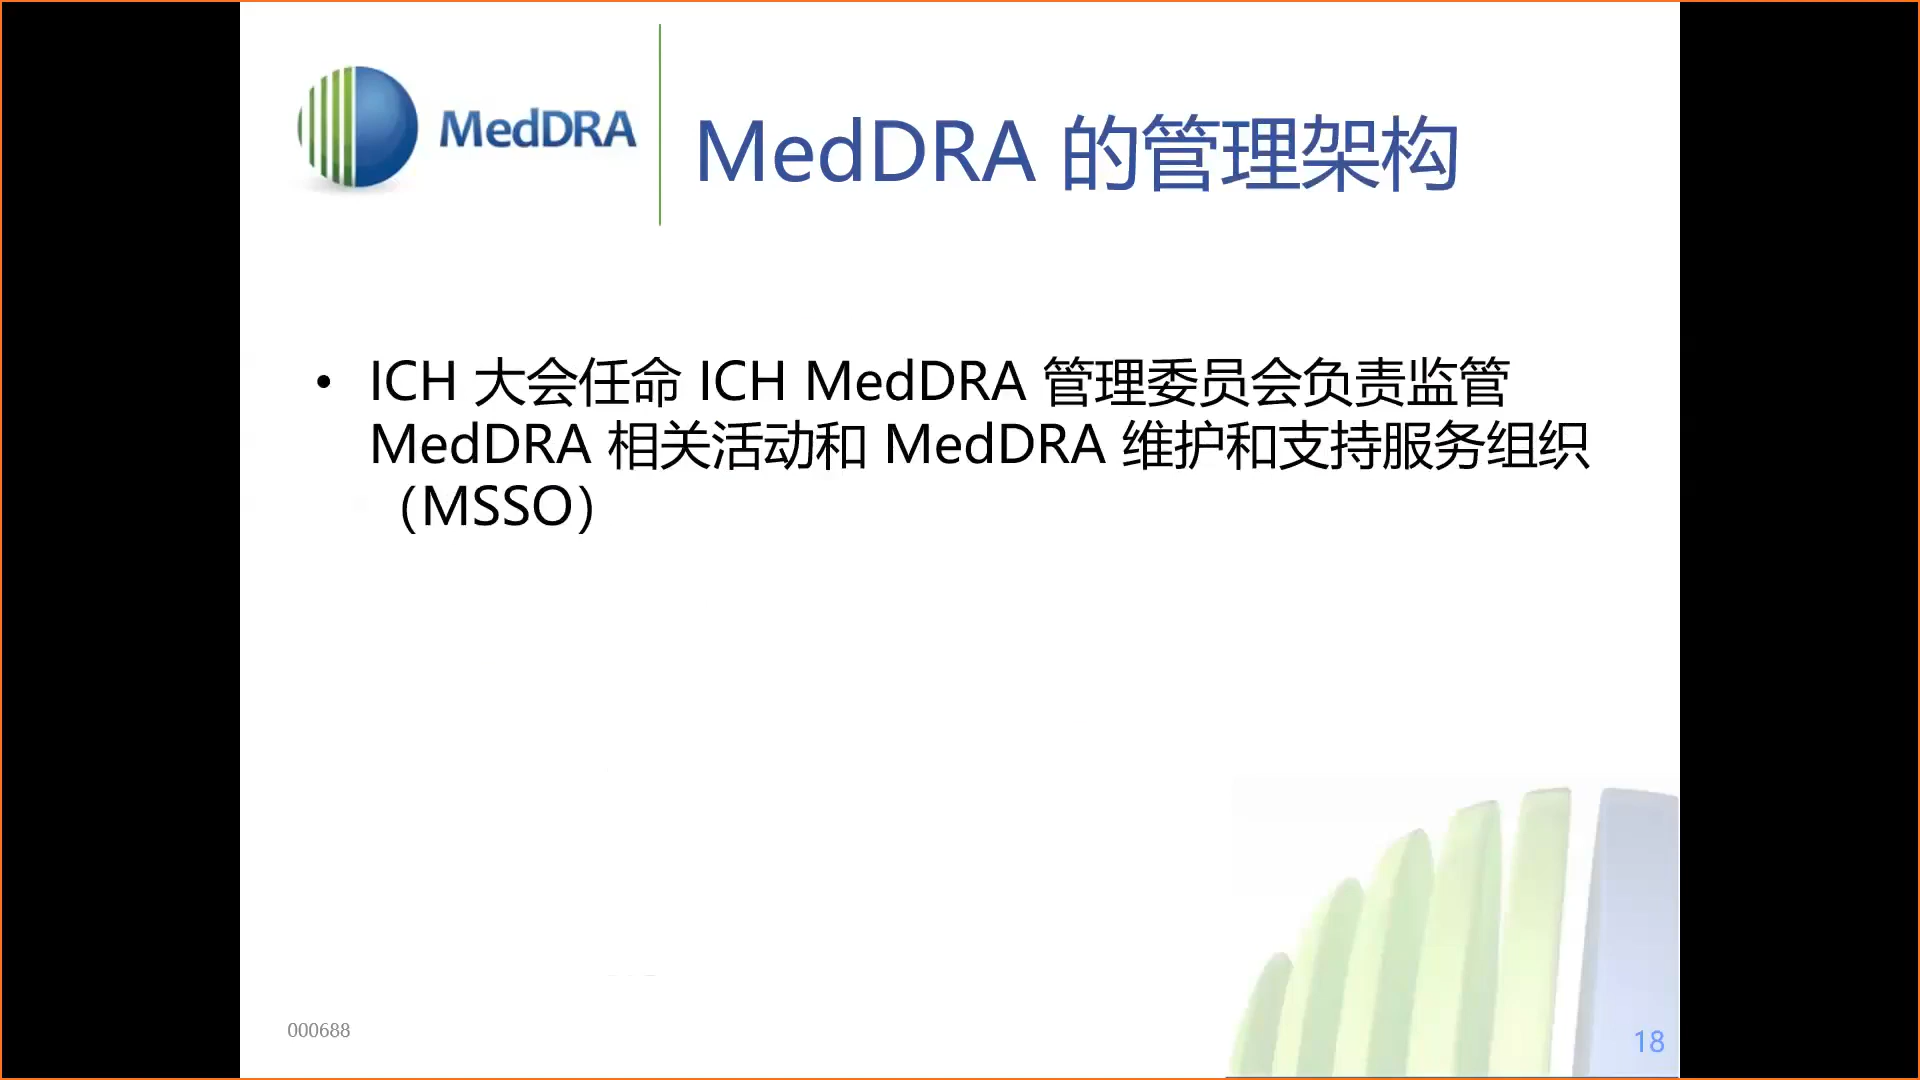 MedDRA
MedDRA 的管理架构
• ICH 大会任命 ICH MedDRA 管理委员会负责监管
MedDRA 相关活动和 MedDRA 维护和支持服务组织
（MSSO）
000688
18